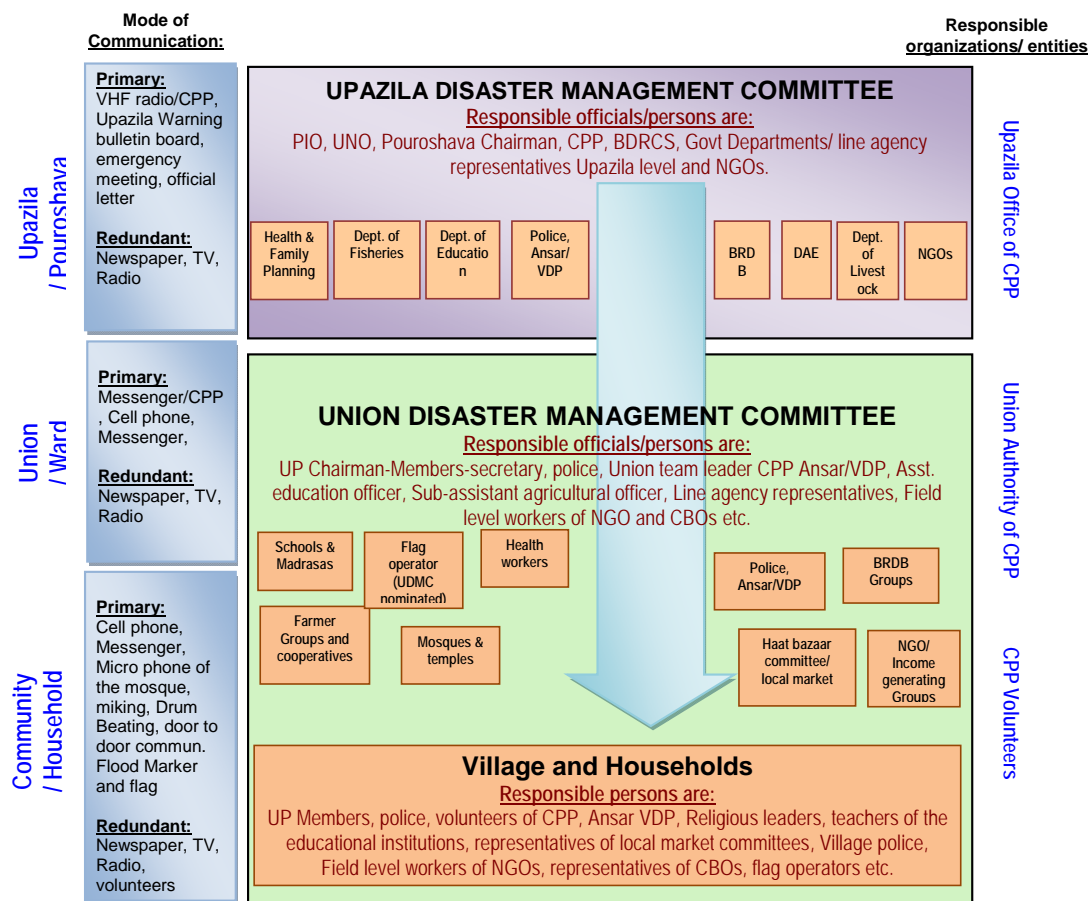 Mode of
Communication:
Responsible
organizations/ entities
Upazila
/ Pouroshava
Primary:
VHF radio/CPP,
Upazila Warning
bulletin board,
emergency
meeting, official
letter
Redundant:
Newspaper, TV,
Radio
UPAZILA DISASTER MANAGEMENT COMMITTEE
Responsible officials/persons are:
PIO, UNO, Pouroshava Chairman, CPP, BDRCS, Govt Departments/ line agency
representatives Upazila level and NGOs.
Health &
Family
Planning
Dept. of
Fisheries
Dept. of
Educatio
n
Police,
Ansar/
VDP
BRD
B
DAE
Dept.
of
Livest
ock
NGOs
Upazila Office of CPP
Union
/ Ward
Primary:
Messenger/CPP
, Cell phone,
Messenger,
Redundant:
Newspaper, TV,
Radio
UNION DISASTER MANAGEMENT COMMITTEE
Responsible officials/persons are:
UP Chairman-Members-secretary, police, Union team leader CPP Ansar/VDP, Asst.
education officer, Sub-assistant agricultural officer, Line agency representatives, Field
level workers of NGO and CBOs etc.
Schools &
Madrasas
Flag
operator
(UDMC
nominated)
Health
workers
Police,
Ansar/VDP
BRDB
Groups
Farmer
Groups and
cooperatives
Mosques &
temples
Haat bazaar
committee/
local market
NGO/
Income
generating
Groups
Union Authority of CPP
Community
/ Household
Primary:
Cell phone,
Messenger,
Micro phone of
the mosque,
miking, Drum
Beating, door to
door commun.
Flood Marker
and flag
Redundant:
Newspaper, TV,
Radio,
volunteers
Village and Households
Responsible persons are:
UP Members, police, volunteers of CPP, Ansar VDP, Religious leaders, teachers of the
educational institutions, representatives of local market committees, Village police,
Field level workers of NGOs, representatives of CBOs, flag operators etc.
CPP Volunteers